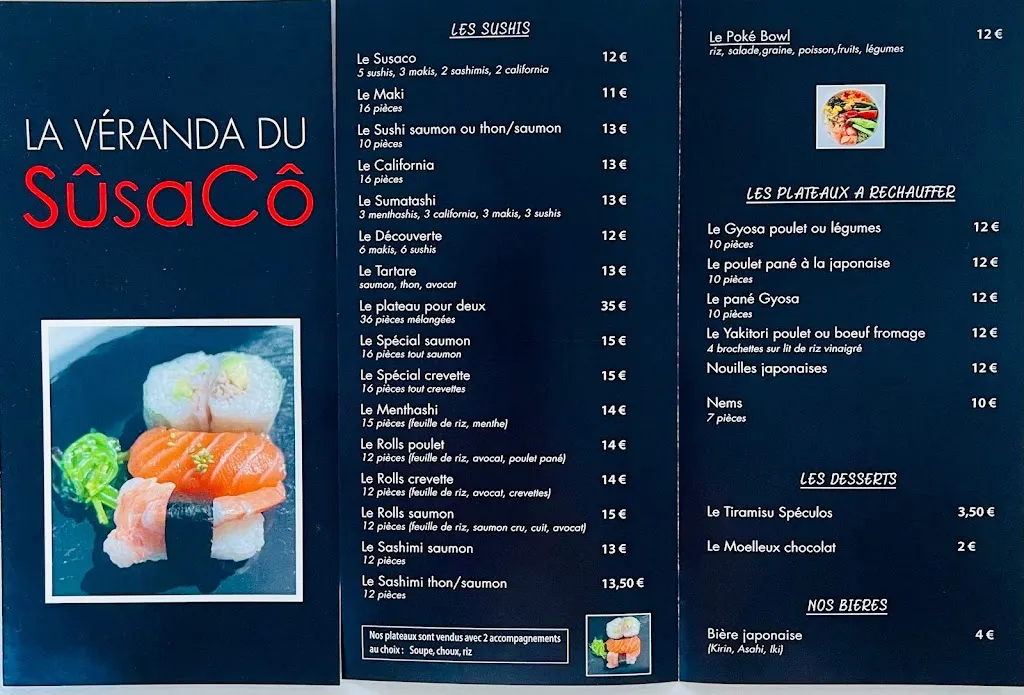 LA VÉRANDA DU
SûsaCô
LES SUSHIS
Le Susaco 12 €
5 sushis, 3 makis, 2 sashimis, 2 california
Le Maki 11 €
16 pièces
Le Sushi saumon ou thon/saumon 13 €
10 pièces
Le California 13 €
16 pièces
Le Sumatashi 13 €
3 menthashis, 3 california, 3 makis, 3 sushis
Le Découverte 12 €
6 makis, 6 sushis
Le Tartare 13 €
saumon, thon, avocat
Le plateau pour deux 35 €
36 pièces mélangées
Le Spécial saumon 15 €
16 pièces tout saumon
Le Spécial crevette 15 €
16 pièces tout crevettes
Le Menthashi 14 €
15 pièces (feuille de riz, menthe)
Le Rolls poulet 14 €
12 pièces (feuille de riz, avocat, poulet pané)
Le Rolls crevette 14 €
12 pièces (feuille de riz, avocat, crevettes)
Le Rolls saumon 15 €
12 pièces (feuille de riz, saumon cru, cuit, avocat)
Le Sashimi saumon 13 €
12 pièces
Le Sashimi thon/saumon 13,50 €
12 pièces
Nos plateaux sont vendus avec 2 accompagnements
au choix : Soupe, choux, riz
Le Poké Bowl 12 €
riz, salade,graine, poisson,fruits, légumes
LES PLATEAUX A RECHAUFFER
Le Gyosa poulet ou légumes 12 €
10 pièces
Le poulet pané à la japonaise 12 €
10 pièces
Le pané Gyosa 12 €
10 pièces
Le Yakitori poulet ou boeuf fromage 12 €
4 brochettes sur lit de riz vinaigré
Nouilles japonaises 12 €
Nems 10 €
7 pièces
LES DESSERTS
Le Tiramisu Spéculos 3,50 €
Le Moelleux chocolat 2 €
NOS BIERES
Bière japonaise 4 €
(Kirin, Asahi, Iki)